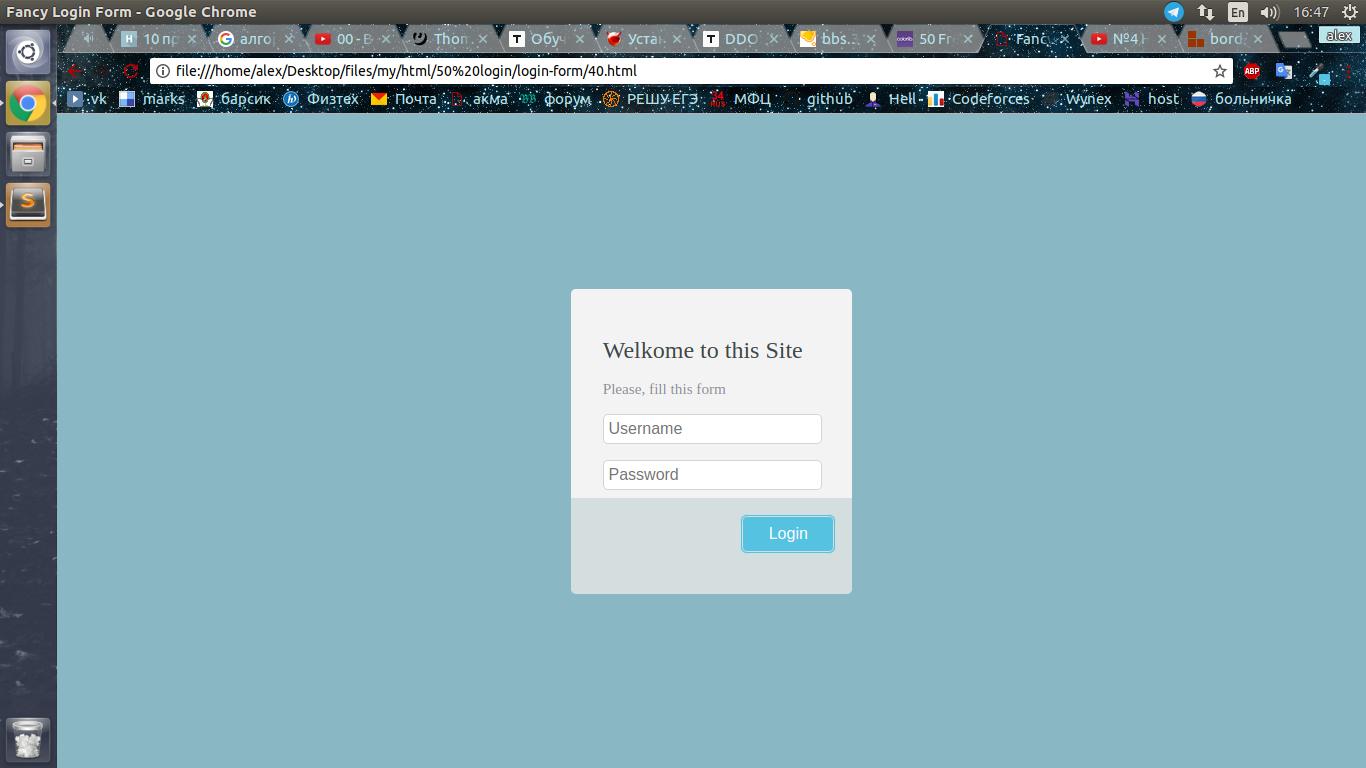 Fancy Login Form - Google Chrome
En
16:47
10 пр
алго
00 - В
Thom
Обуч
Уста
DDO
bbs.
50 Fr
Fanc
№4
bord
alex
file:///home/alex/Desktop/files/my/html/50%20login/login-form/40.html
ABP
vk marks барсик Физтех Почта акма форум РЕШУ ЕГЭ МФЦ github Hell - Codeforces Wynex host больничка
Welkome to this Site
Please, fill this form
Username
Password
Login